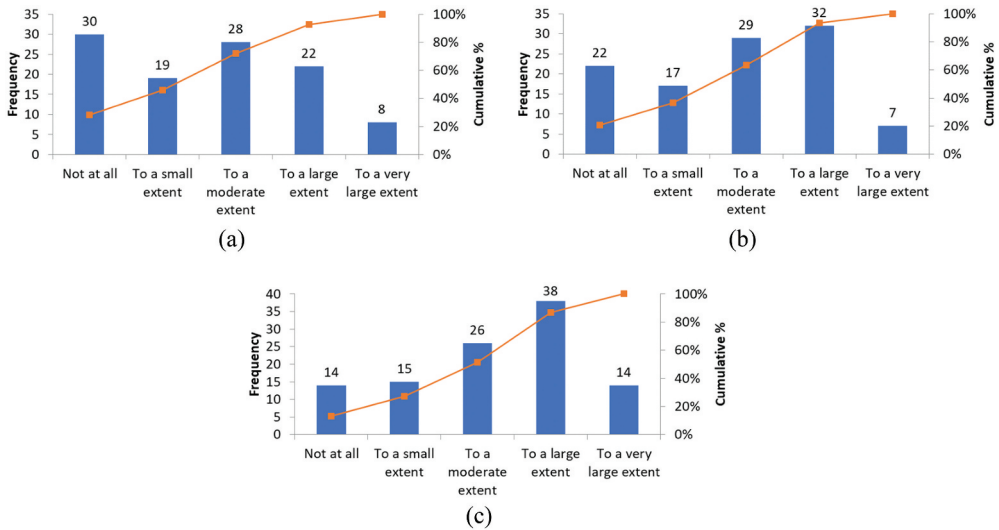 35
30
25
20
15
10
5
0
Frequency
30
19
28
22
8
100%
80%
60%
40%
20%
0%
Cumulative %
Not at all
To a small extent
To a moderate extent
To a large extent
To a very large extent
(a)
35
30
25
20
15
10
5
0
Frequency
22
17
29
32
7
100%
80%
60%
40%
20%
0%
Cumulative %
Not at all
To a small extent
To a moderate extent
To a large extent
To a very large extent
(b)
40
35
30
25
20
15
10
5
0
Frequency
14
15
26
38
14
100%
80%
60%
40%
20%
0%
Cumulative %
Not at all
To a small extent
To a moderate extent
To a large extent
To a very large extent
(c)